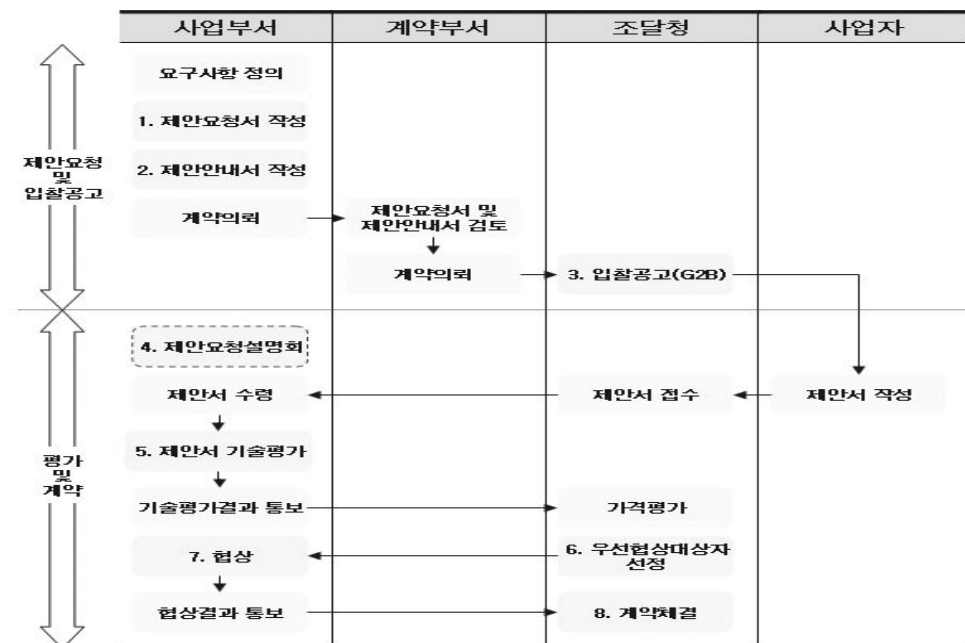 사업부서 계약부서 조달청 사업자
요구사항 정의
1. 제안요청서 작성
제안요청
및
입찰공고
2. 제안안내서 작성
계약의뢰
제안요청서 및
제안안내서 검토
계약의뢰
3. 입찰공고(G2B)
4. 제안요청설명회
제안서 수령
제안서 접수
제안서 작성
평가
및
계약
5. 제안서 기술평가
기술평가결과 통보
가격평가
7. 협상
6. 우선협상대상자
선정
협상결과 통보
8. 계약체결